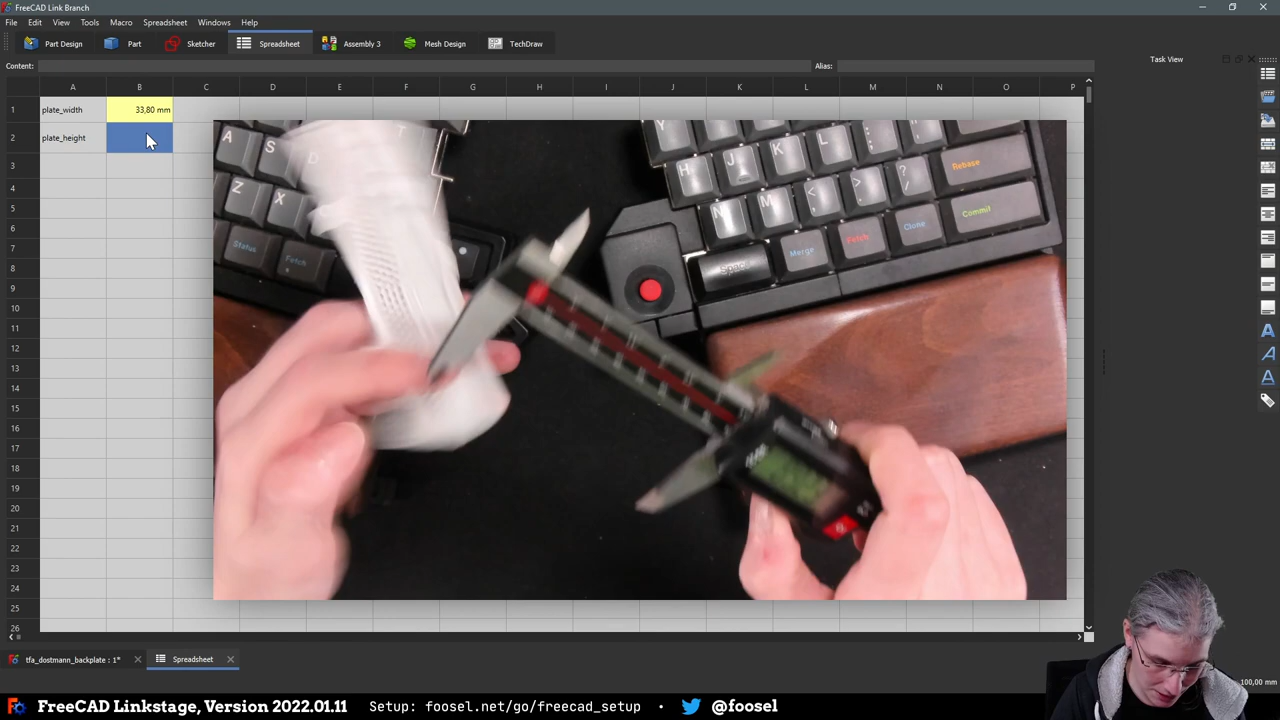 FreeCAD Link Branch
File Edit View Tools Macro Spreadsheet Windows Help
Part Design Part Sketcher Spreadsheet Assembly 3 Mesh Design TechDraw
Content: Alias: Task View
A B C D E F G H I J K L M N O P
1 plate_width 33,80 mm
2 plate_height
3
4
5
6
7
8
9
10
11
12
13
14
15
16
17
18
19
20
21
22
23
24
25
26
A S D T
Z X
Status Fetch
Y H J K L : " Rebase
N M < > ? / Commit
Space Merge Fetch Clone
tfa_dostmann_backplate : 1* Spreadsheet
100,00 mm
FreeCAD Linkstage, Version 2022.01.11 Setup: foosel.net/go/freecad_setup • @foosel